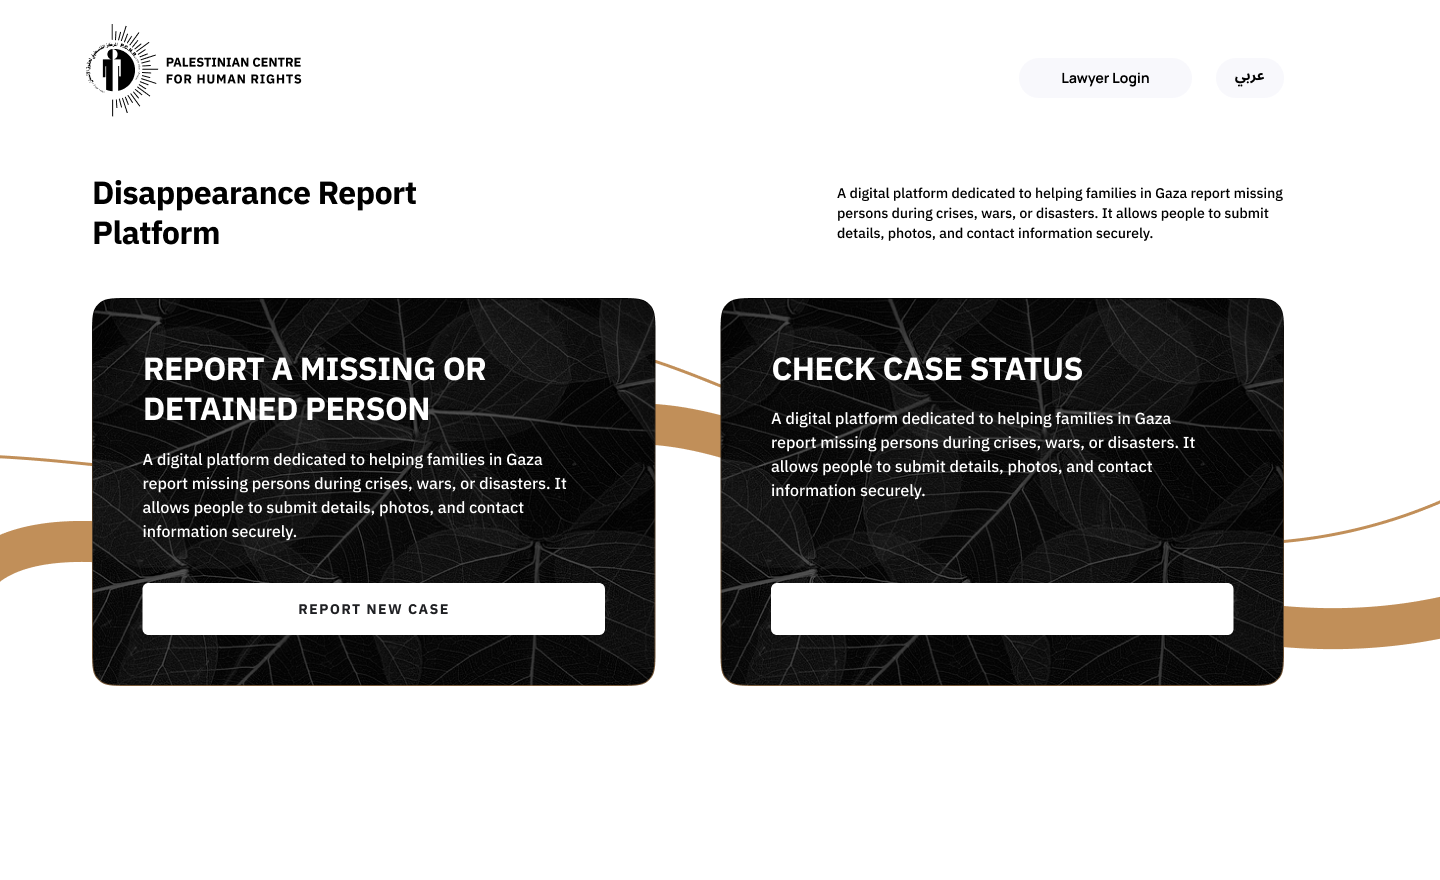 PALESTINIAN CENTRE
FOR HUMAN RIGHTS
Lawyer Login
عربي
Disappearance Report
Platform
A digital platform dedicated to helping families in Gaza report missing
persons during crises, wars, or disasters. It allows people to submit
details, photos, and contact information securely.
REPORT A MISSING OR
DETAINED PERSON
A digital platform dedicated to helping families in Gaza
report missing persons during crises, wars, or disasters. It
allows people to submit details, photos, and contact
information securely.
REPORT NEW CASE
CHECK CASE STATUS
A digital platform dedicated to helping families in Gaza
report missing persons during crises, wars, or disasters. It
allows people to submit details, photos, and contact
information securely.